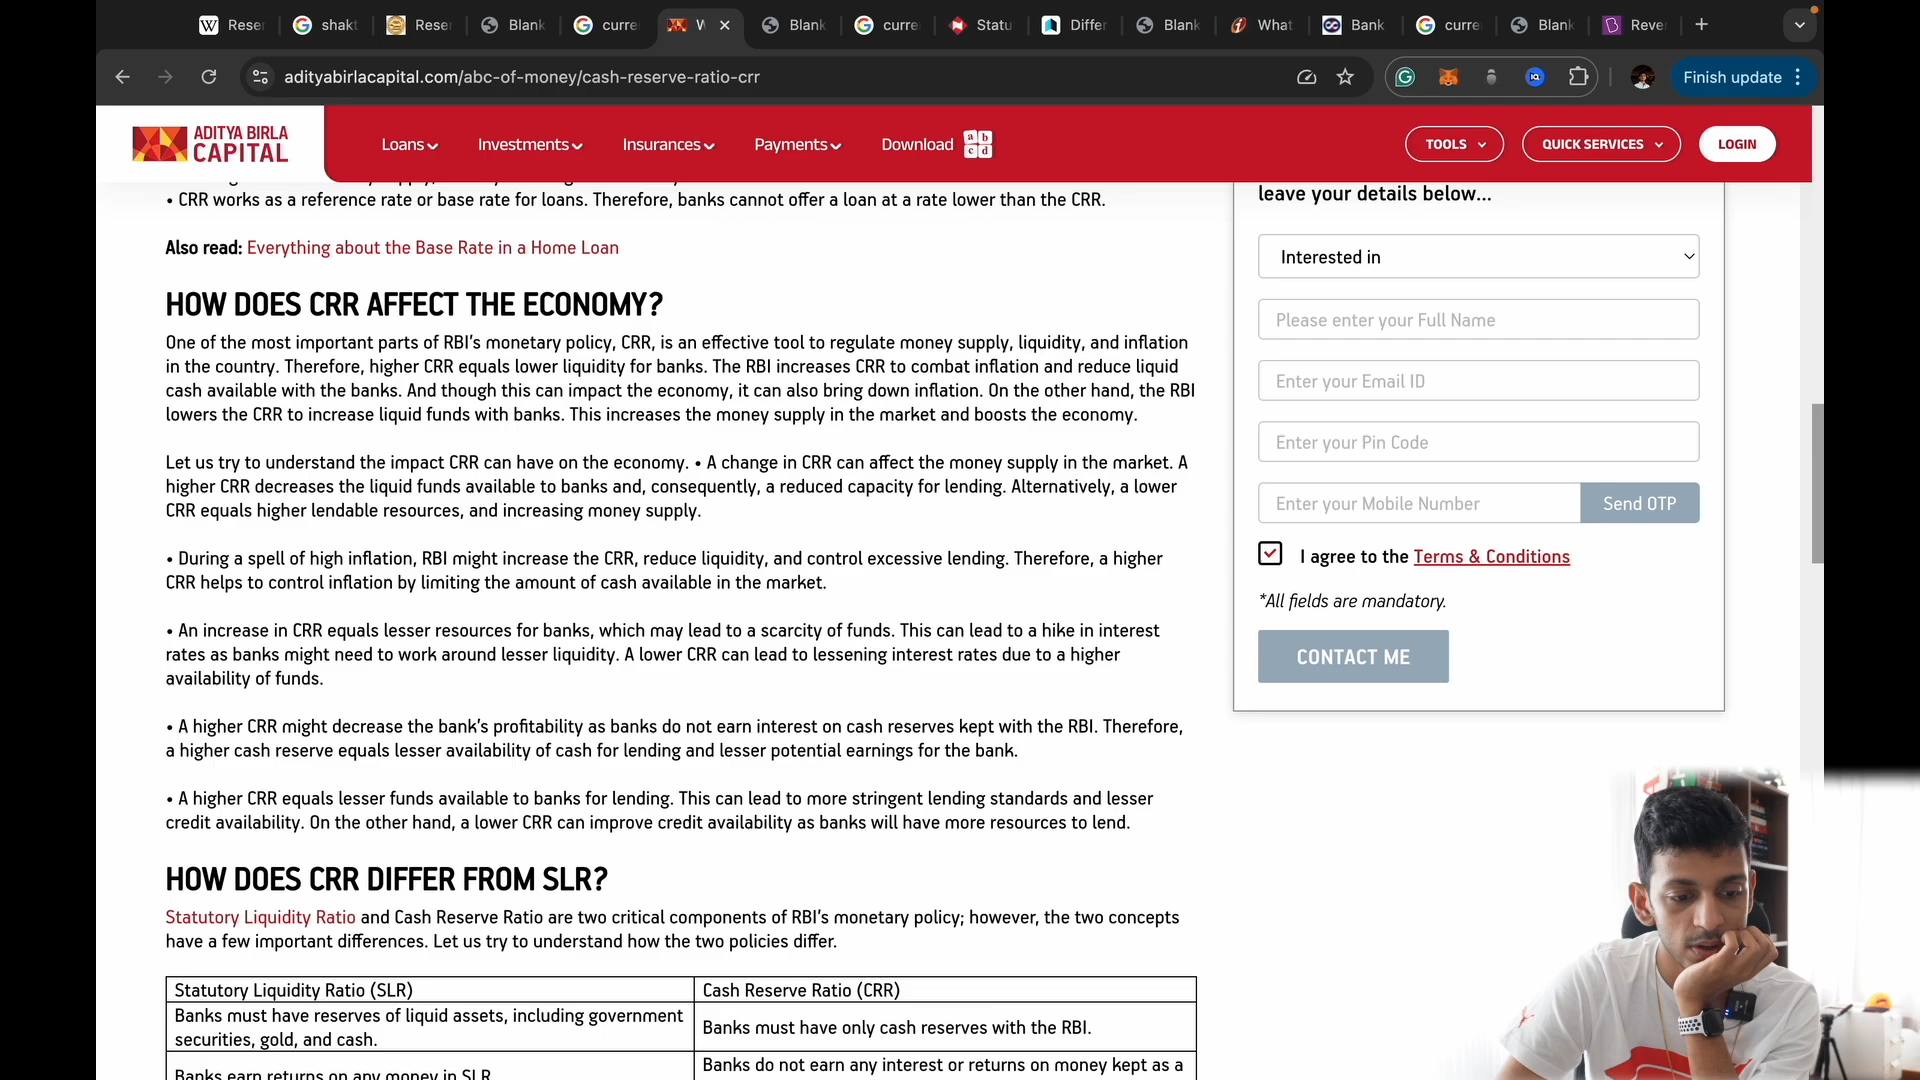 Reser
shakt
Rese
Blank
curre
W
Blank
curre
Statu
Differ
Blank
What
Bank
curre
Blank
Reve
adityabirlacapital.com/abc-of-money/cash-reserve-ratio-crr
Finish update
ADITYA BIRLA
CAPITAL
Loans
Investments
Insurances
Payments
Download
a b
c d
TOOLS
QUICK SERVICES
LOGIN
• CRR works as a reference rate or base rate for loans. Therefore, banks cannot offer a loan at a rate lower than the CRR.
Also read: Everything about the Base Rate in a Home Loan
HOW DOES CRR AFFECT THE ECONOMY?
One of the most important parts of RBI's monetary policy, CRR, is an effective tool to regulate money supply, liquidity, and inflation
in the country. Therefore, higher CRR equals lower liquidity for banks. The RBI increases CRR to combat inflation and reduce liquid
cash available with the banks. And though this can impact the economy, it can also bring down inflation. On the other hand, the RBI
lowers the CRR to increase liquid funds with banks. This increases the money supply in the market and boosts the economy.
Let us try to understand the impact CRR can have on the economy. • A change in CRR can affect the money supply in the market. A
higher CRR decreases the liquid funds available to banks and, consequently, a reduced capacity for lending. Alternatively, a lower
CRR equals higher lendable resources, and increasing money supply.
• During a spell of high inflation, RBI might increase the CRR, reduce liquidity, and control excessive lending. Therefore, a higher
CRR helps to control inflation by limiting the amount of cash available in the market.
• An increase in CRR equals lesser resources for banks, which may lead to a scarcity of funds. This can lead to a hike in interest
rates as banks might need to work around lesser liquidity. A lower CRR can lead to lessening interest rates due to a higher
availability of funds.
• A higher CRR might decrease the bank's profitability as banks do not earn interest on cash reserves kept with the RBI. Therefore,
a higher cash reserve equals lesser availability of cash for lending and lesser potential earnings for the bank.
• A higher CRR equals lesser funds available to banks for lending. This can lead to more stringent lending standards and lesser
credit availability. On the other hand, a lower CRR can improve credit availability as banks will have more resources to lend.
HOW DOES CRR DIFFER FROM SLR?
Statutory Liquidity Ratio and Cash Reserve Ratio are two critical components of RBI's monetary policy; however, the two concepts
have a few important differences. Let us try to understand how the two policies differ.
Statutory Liquidity Ratio (SLR)
Cash Reserve Ratio (CRR)
Banks must have reserves of liquid assets, including government
securities, gold, and cash.
Banks must have only cash reserves with the RBI.
Banks earn returns on any money in SLR
Banks do not earn any interest or returns on money kept as a
leave your details below...
Interested in
Please enter your Full Name
Enter your Email ID
Enter your Pin Code
Enter your Mobile Number
Send OTP
I agree to the Terms & Conditions
*All fields are mandatory.
CONTACT ME